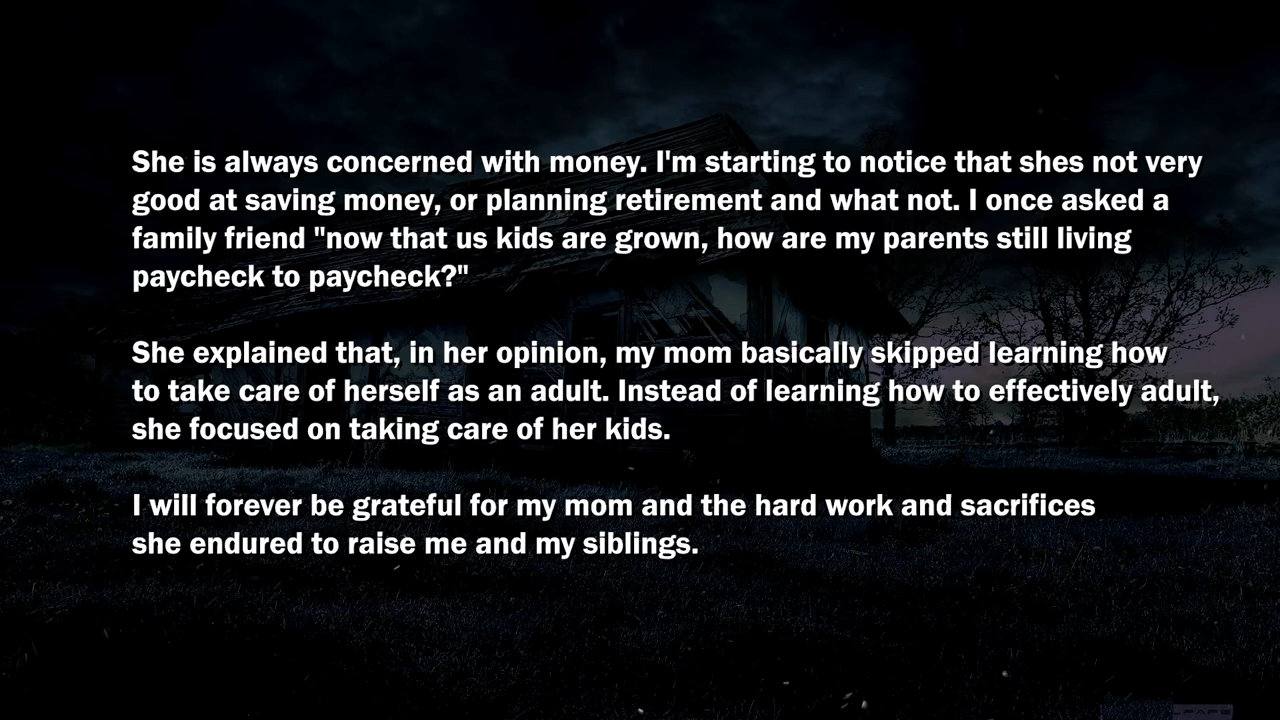 She is always concerned with money. I'm starting to notice that shes not very
good at saving money, or planning retirement and what not. I once asked a
family friend "now that us kids are grown, how are my parents still living
paycheck to paycheck?"
She explained that, in her opinion, my mom basically skipped learning how
to take care of herself as an adult. Instead of learning how to effectively adult,
she focused on taking care of her kids.
I will forever be grateful for my mom and the hard work and sacrifices
she endured to raise me and my siblings.